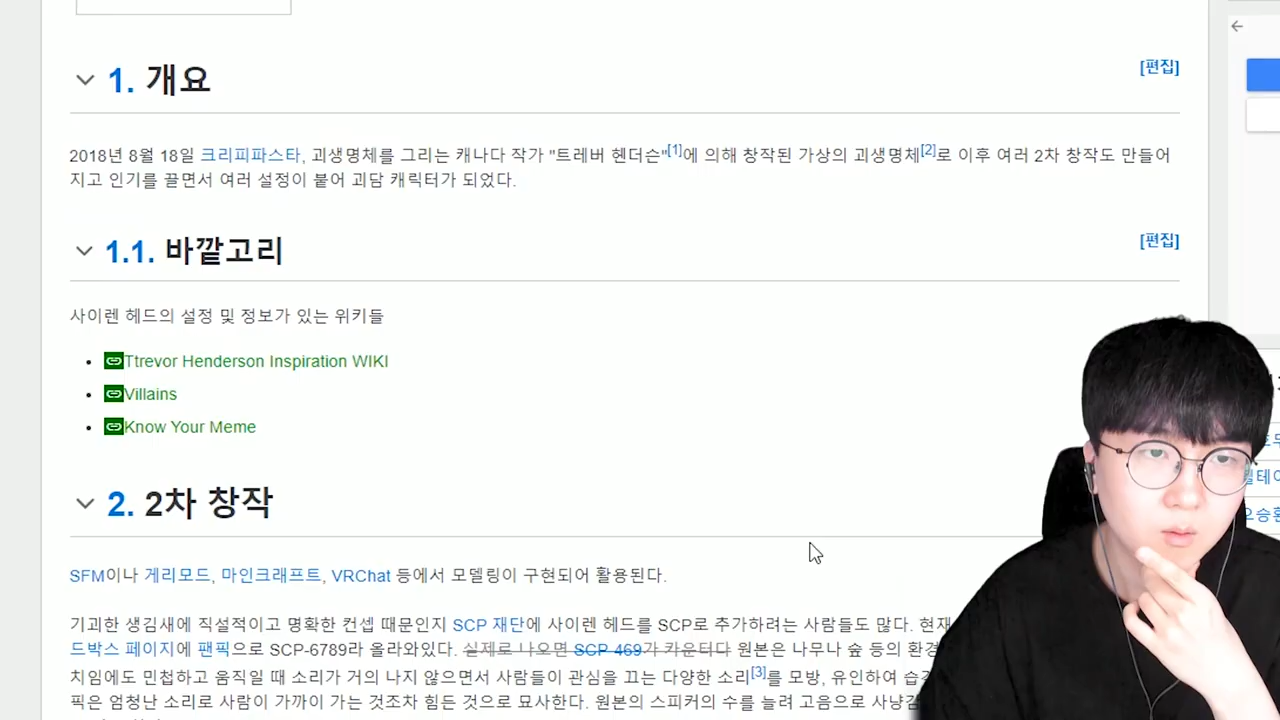 1. 개요
[편집]
2018년 8월 18일 크리피파스타, 괴생명체를 그리는 캐나다 작가 "트레버 헨더슨"[1]에 의해 창작된 가상의 괴생명체[2]로 이후 여러 2차 창작도 만들어
지고 인기를 끌면서 여러 설정이 붙어 괴담 캐릭터가 되었다.
1.1. 바깥고리
[편집]
사이렌 헤드의 설정 및 정보가 있는 위키들
Ttrevor Henderson Inspiration WIKI
Villains
Know Your Meme
2. 2차 창작
SFM이나 게리모드, 마인크래프트, VRChat 등에서 모델링이 구현되어 활용된다.
기괴한 생김새에 직설적이고 명확한 컨셉 때문인지 SCP 재단에 사이렌 헤드를 SCP로 추가하려는 사람들도 많다. 현재
드박스 페이지에 팬픽으로 SCP-6789라 올라와있다. 실제로 나오면 SCP-469가 카운터다 원본은 나무나 숲 등의 환경
치임에도 민첩하고 움직일 때 소리가 거의 나지 않으면서 사람들이 관심을 끄는 다양한 소리[3]를 모방, 유인하여 습
픽은 엄청난 소리로 사람이 가까이 가는 것조차 힘든 것으로 묘사한다. 원본의 스피커의 수를 늘려 고음으로 사냥